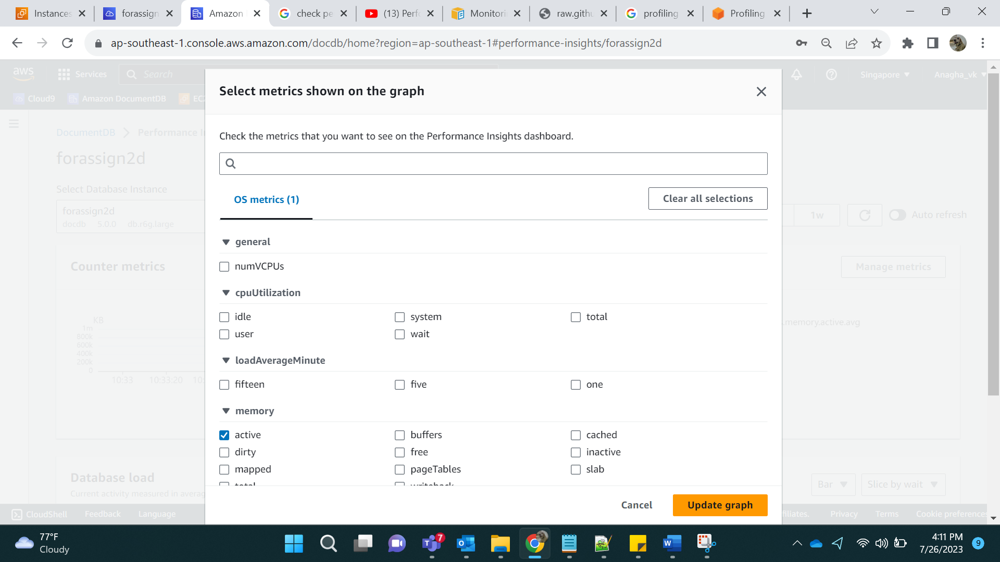 Instances
forassign
Amazon
check pe
(13) Perfo
Monitori
raw.githu
profiling
Profiling
ap-southeast-1.console.aws.amazon.com/docdb/home?region=ap-southeast-1#performance-insights/forassign2d
aws
Services
Search
Singapore
Anagha_vk
Cloud9
Amazon DocumentDB
EC2
Select metrics shown on the graph
DocumentDB
Performance I
Check the metrics that you want to see on the Performance Insights dashboard.
forassign2d
Select Database Instance
OS metrics (1)
Clear all selections
forassign2d
docdb 5.0.0 db.r6g.large
1w
Auto refresh
general
Counter metrics
numVCPUs
Manage metrics
cpuUtilization
idle system total
user wait
KB
1m
800k
600k
400k
200k
0
10:33 10:33:20 10:
.memory.active.avg
loadAverageMinute
fifteen five one
memory
active buffers cached
dirty free inactive
mapped pageTables slab
total writeback
Database load
Current activity measured in averag
Bar
Slice by wait
Cancel
Update graph
CloudShell
Feedback
Language
ffiliates.
Privacy
Terms
Cookie preferences
77°F
Cloudy
7
4:11 PM
7/26/2023
9